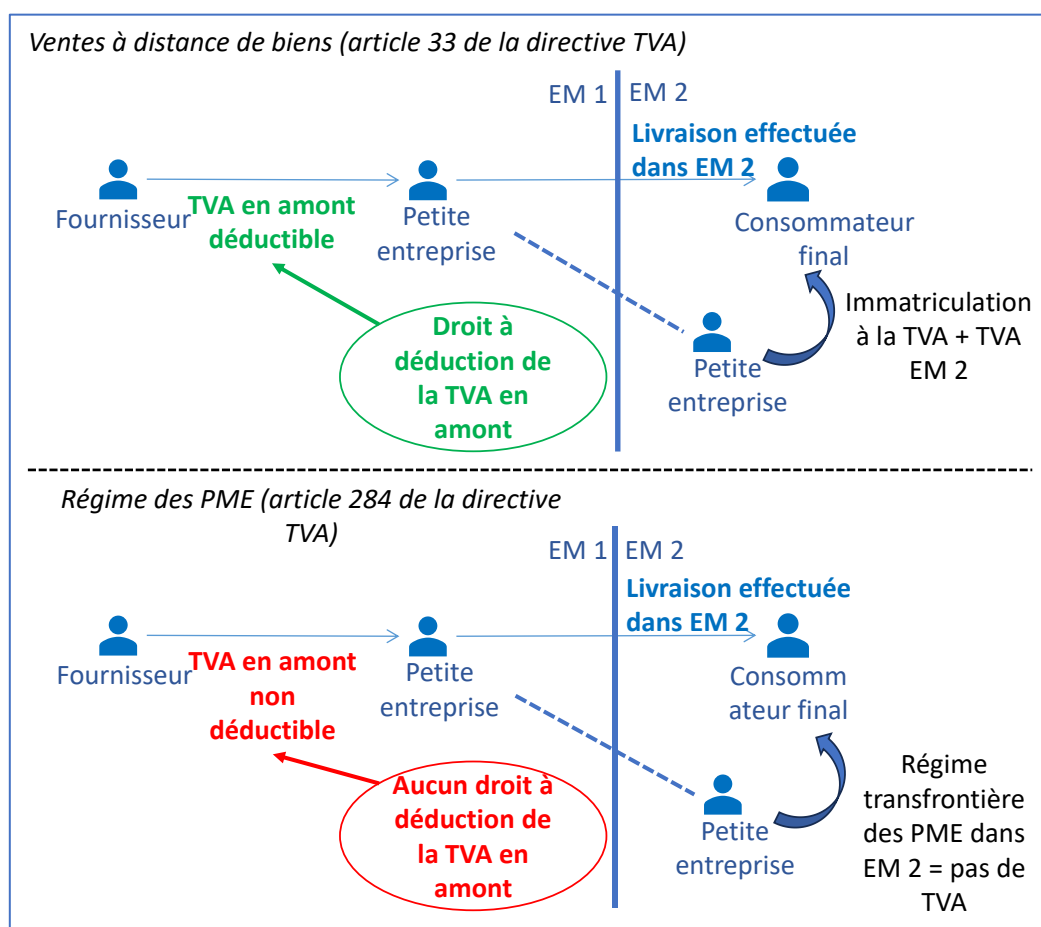 Ventes à distance de biens (article 33 de la directive TVA)
EM 1
EM 2
Livraison effectuée
dans EM 2
Fournisseur
TVA en amont
déductible
Petite
entreprise
Consommateur
final
Droit à
déduction de
la TVA en
amont
Petite
entreprise
Immatriculation
à la TVA + TVA
EM 2
Régime des PME (article 284 de la directive
TVA)
EM 1
EM 2
Livraison effectuée
dans EM 2
Fournisseur
TVA en amont
non
déductible
Petite
entreprise
Consomm
ateur final
Aucun droit à
déduction de
la TVA en
amont
Petite
entreprise
Régime
transfrontière
des PME dans
EM 2 = pas de
TVA